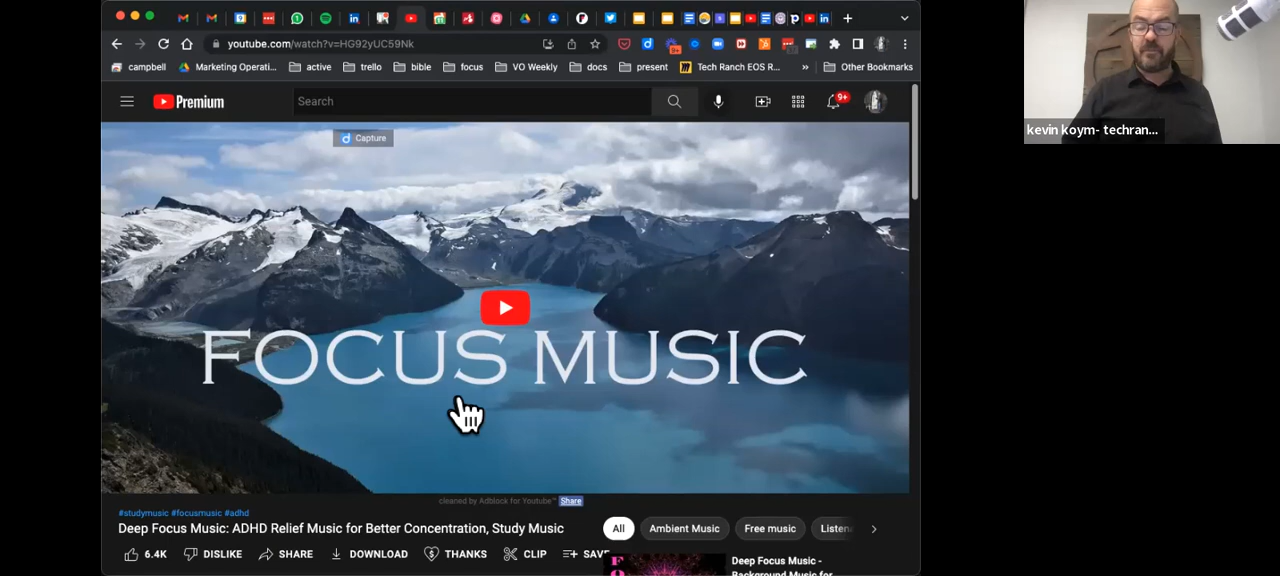 youtube.com/watch?v=HG92yUC59Nk
campbell
Marketing Operati...
active
trello
bible
focus
VO Weekly
docs
present
Tech Ranch EOS R...
»
Other Bookmarks
Premium
Search
9+
Capture
FOCUS MUSIC
cleaned by Adblock for Youtube™ Share
#studymusic #focusmusic #adhd
Deep Focus Music: ADHD Relief Music for Better Concentration, Study Music
All
Ambient Music
Free music
6.4K
DISLIKE
SHARE
DOWNLOAD
THANKS
CLIP
SAVE
Deep Focus Music -
Background Music for
kevin koym- techran...